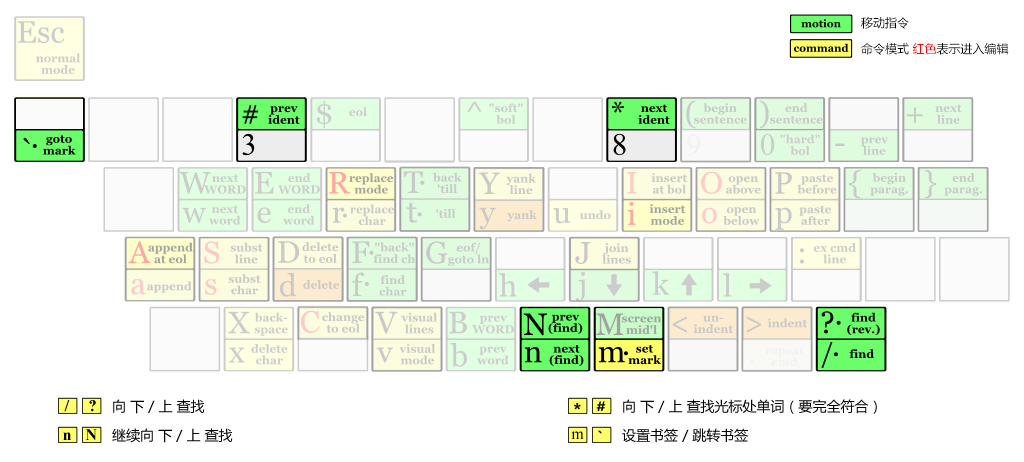 Esc
normal
mode
motion 移动指令
command 命令模式 红色表示进入编辑
# prev ident
3
$ eol
^ "soft" bol
* next ident
8
( begin sentence
9
) end sentence
0 "hard" bol
- prev line
+ next line
`· goto mark
W next WORD
w next word
E end WORD
e end word
R replace mode
r· replace char
T· back 'till
t· 'till
Y yank line
y yank
u undo
I insert at bol
i insert mode
O open above
o open below
P paste before
p paste after
{ begin parag.
} end parag.
A append at eol
a append
S subst line
s subst char
D delete to eol
d delete
F· "back" find ch
f· find char
G eof/ goto ln
h ←
J join lines
j ↓
k ↑
l →
: ex cmd line
X back-space
x delete char
C change to eol
V visual lines
v visual mode
B prev WORD
b prev word
N prev (find)
n next (find)
M screen mid'l
m· set mark
< un-indent
> indent
. repeat cmd
?· find (rev.)
/· find
/ ? 向 下 / 上 查找
* # 向 下 / 上 查找光标处单词（要完全符合）
n N 继续向 下 / 上 查找
m ` 设置书签 / 跳转书签